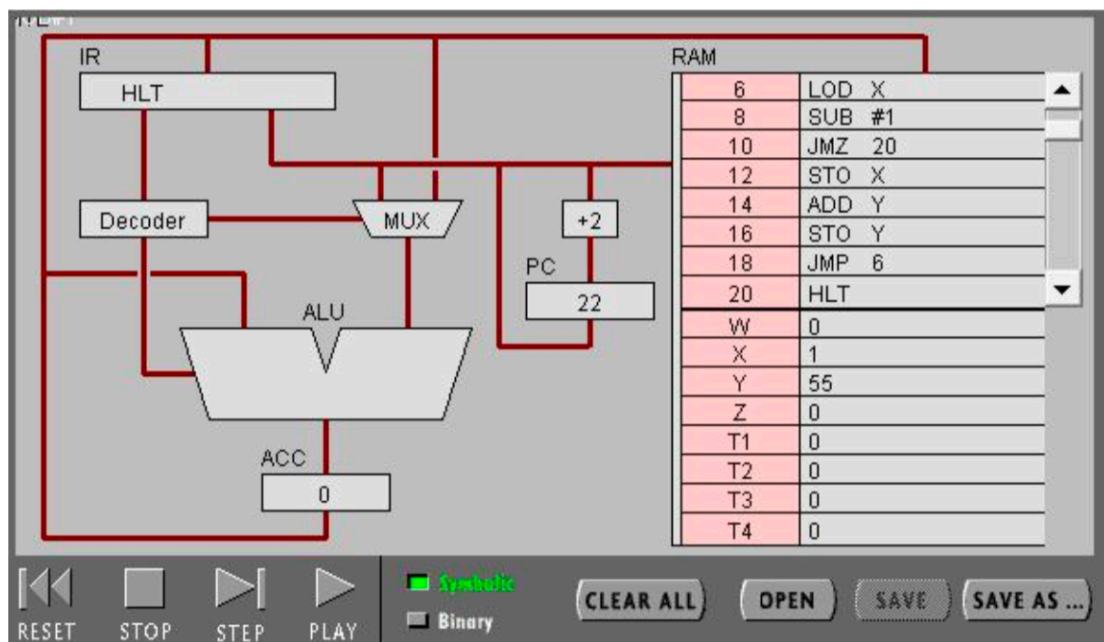 IR
HLT
Decoder
MUX
+2
PC
22
ALU
ACC
0
RAM
6 LOD X
8 SUB #1
10 JMZ 20
12 STO X
14 ADD Y
16 STO Y
18 JMP 6
20 HLT
W 0
X 1
Y 55
Z 0
T1 0
T2 0
T3 0
T4 0
RESET
STOP
STEP
PLAY
Symbolic
Binary
CLEAR ALL
OPEN
SAVE
SAVE AS ...